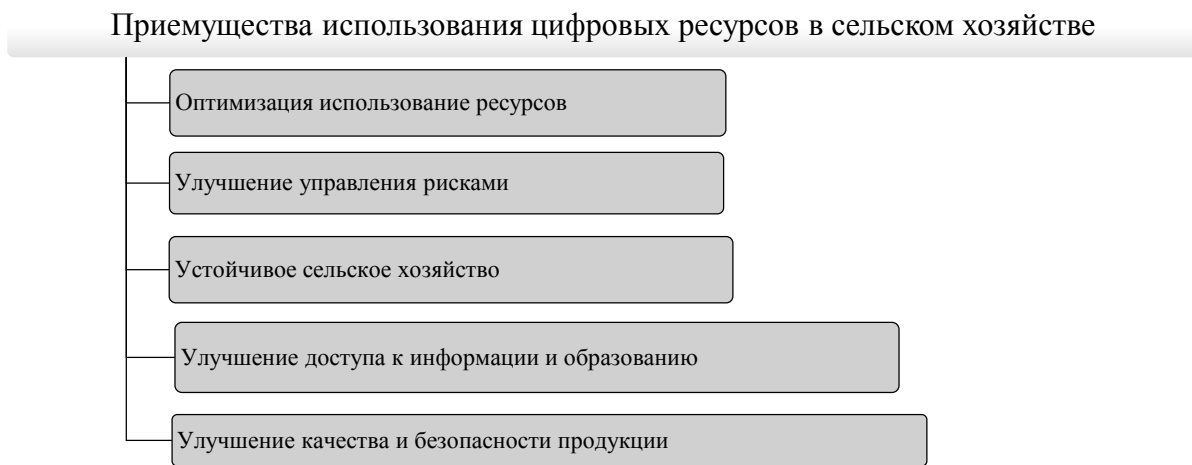 Приемущества использования цифровых ресурсов в сельском хозяйстве
Оптимизация использование ресурсов
Улучшение управления рисками
Устойчивое сельское хозяйство
Улучшение доступа к информации и образованию
Улучшение качества и безопасности продукции